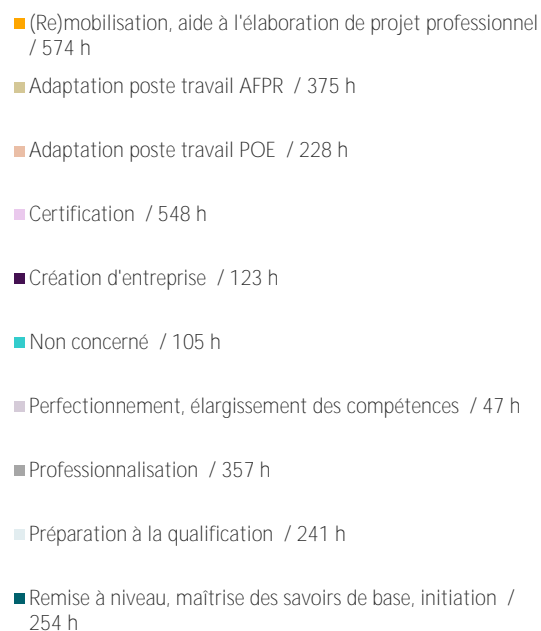 (Re)mobilisation, aide à l'élaboration de projet professionnel
/ 574 h
Adaptation poste travail AFPR / 375 h
Adaptation poste travail POE / 228 h
Certification / 548 h
Création d'entreprise / 123 h
Non concerné / 105 h
Perfectionnement, élargissement des compétences / 47 h
Professionnalisation / 357 h
Préparation à la qualification / 241 h
Remise à niveau, maîtrise des savoirs de base, initiation /
254 h